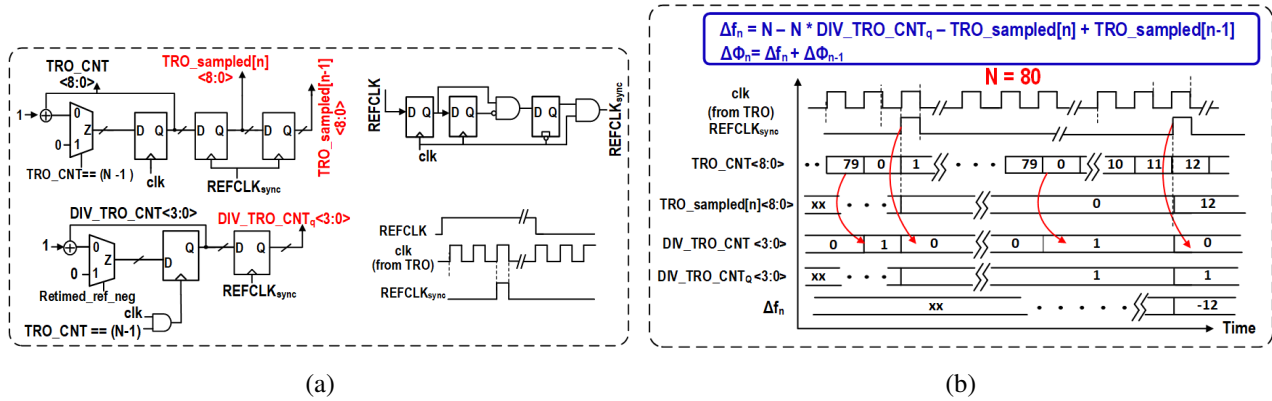 TRO_CNT
<8:0>
TRO_sampled[n]
<8:0>
TRO_sampled[n-1]
<8:0>
1
0
Z
0
1
D Q
D Q
D Q
clk
REFCLKsync
TRO_CNT== (N -1)
REFCLK
D Q
D Q
D Q
REFCLKsync
clk
DIV_TRO_CNT<3:0>
DIV_TRO_CNTq<3:0>
1
0
Z
0
1
D Q
D Q
REFCLKsync
Retimed_ref_neg
clk
TRO_CNT == (N-1)
REFCLK
clk
(from TRO)
REFCLKsync
(a)
Δfn = N – N * DIV_TRO_CNTq – TRO_sampled[n] + TRO_sampled[n-1]
ΔΦn= Δfn + ΔΦn-1
N = 80
clk
(from TRO)
REFCLKsync
TRO_CNT<8:0> 79 0 1 79 0 10 11 12
TRO_sampled[n]<8:0> xx 0 12
DIV_TRO_CNT <3:0> 0 1 0 0 1 0
DIV_TRO_CNTQ <3:0> xx 1 1
Δfn xx -12
Time
(b)